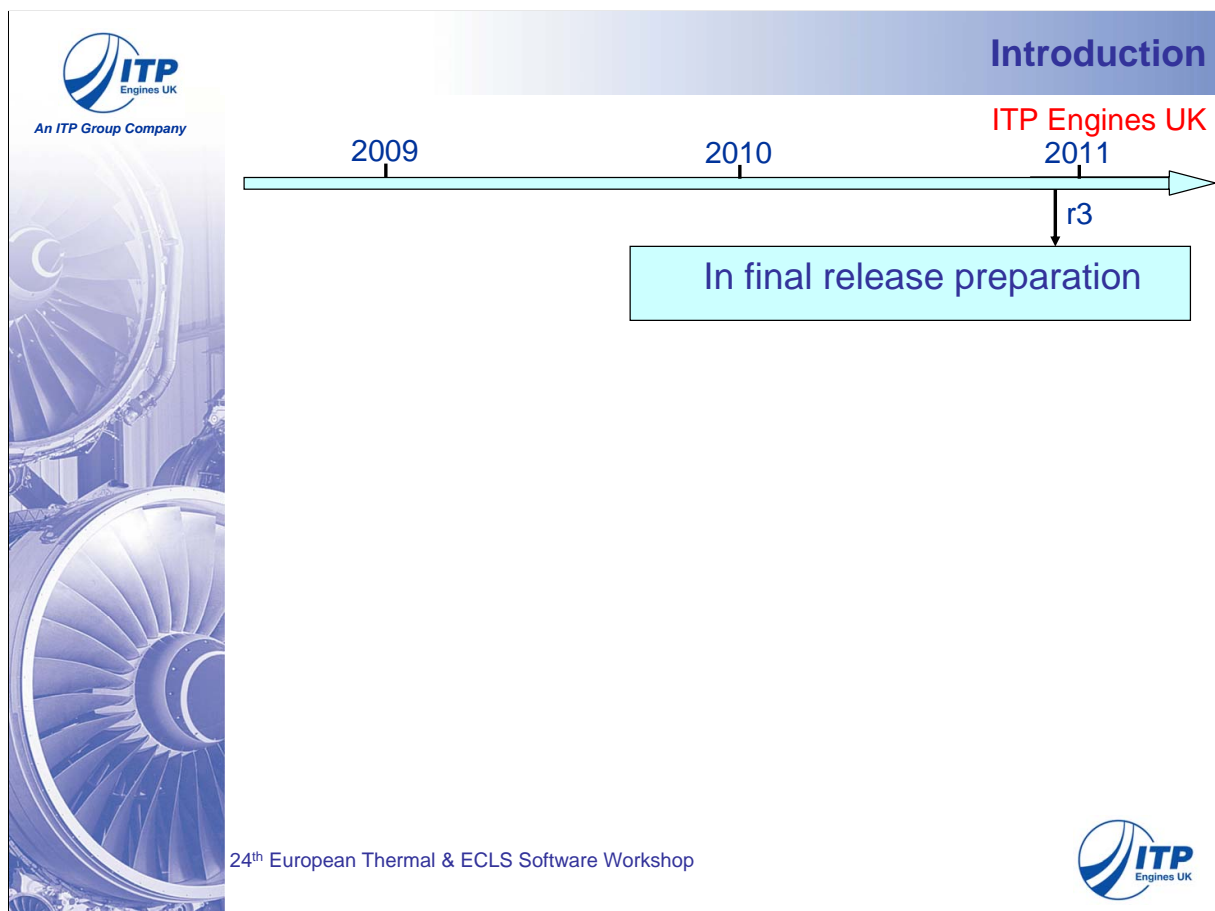 Introduction
ITP
Engines UK
An ITP Group Company
ITP Engines UK
2009 2010 2011
r3
In final release preparation
24th European Thermal & ECLS Software Workshop
ITP
Engines UK